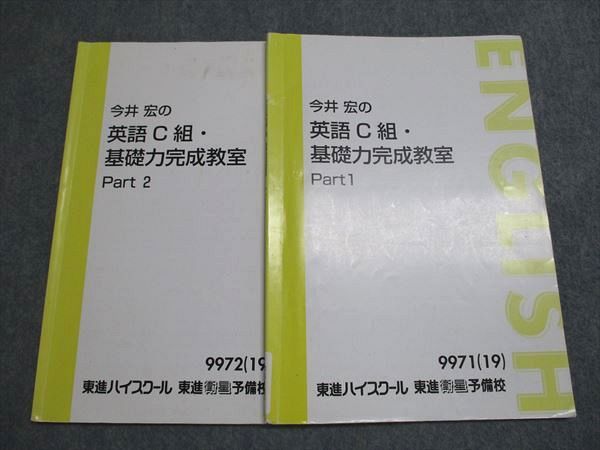 今井 宏の
英語 C 組・
基礎力完成教室
Part 2
9972(19
東進ハイスクール 東進衛星予備校
今井 宏の
英語 C 組・
基礎力完成教室
Part1
9971(19)
東進ハイスクール 東進衛星予備校
ENGLISH